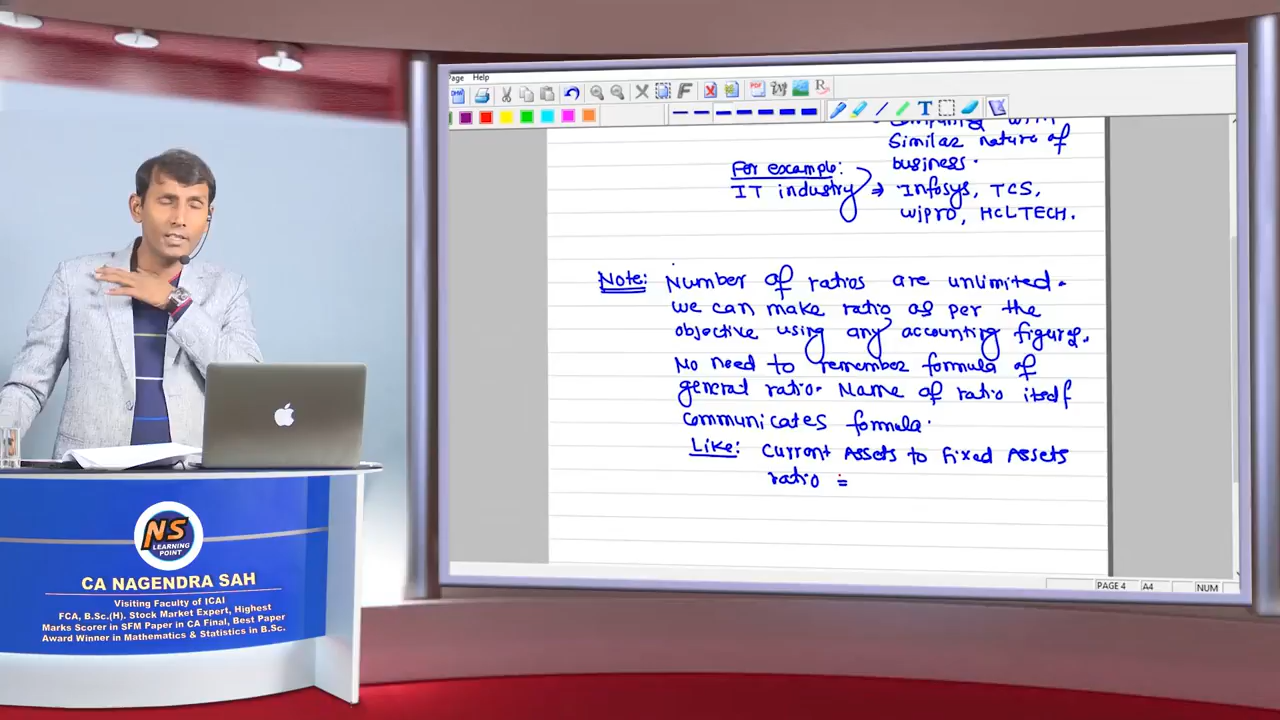 Page Help
Similar nature of
business.
For example:
IT industry ⇒ Infosys, TCS,
Wipro, HCLTECH.
Note: Number of ratios are unlimited.
we can make ratio as per the
objective using any accounting figures.
No need to remember formula of
general ratio. Name of ratio itself
communicates formula.
Like: Current Assets to Fixed Assets
ratio =
PAGE 4 A4 NUM
NS
LEARNING
POINT
CA NAGENDRA SAH
Visiting Faculty of ICAI
FCA, B.Sc.(H). Stock Market Expert, Highest
Marks Scorer in SFM Paper in CA Final, Best Paper
Award Winner in Mathematics & Statistics in B.Sc.